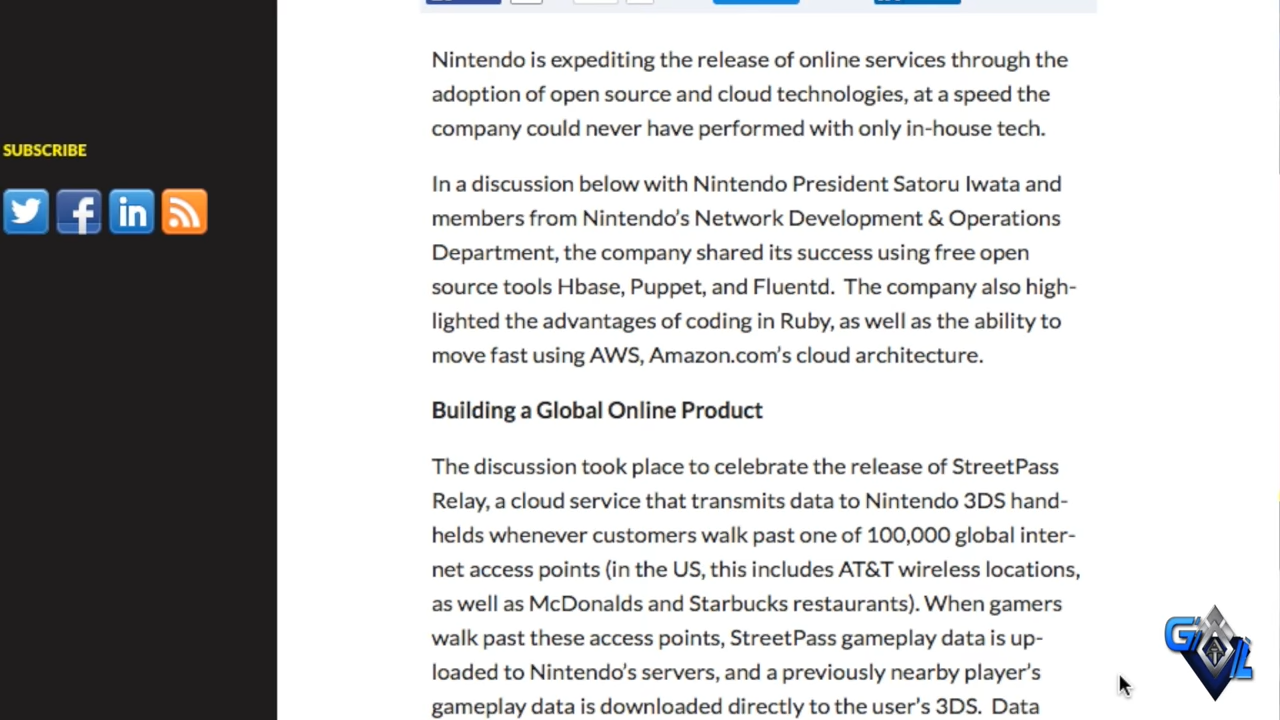 Nintendo is expediting the release of online services through the
adoption of open source and cloud technologies, at a speed the
company could never have performed with only in-house tech.
SUBSCRIBE
In a discussion below with Nintendo President Satoru Iwata and
members from Nintendo’s Network Development & Operations
Department, the company shared its success using free open
source tools Hbase, Puppet, and Fluentd. The company also high-
lighted the advantages of coding in Ruby, as well as the ability to
move fast using AWS, Amazon.com’s cloud architecture.
Building a Global Online Product
The discussion took place to celebrate the release of StreetPass
Relay, a cloud service that transmits data to Nintendo 3DS hand-
helds whenever customers walk past one of 100,000 global inter-
net access points (in the US, this includes AT&T wireless locations,
as well as McDonalds and Starbucks restaurants). When gamers
walk past these access points, StreetPass gameplay data is up-
loaded to Nintendo’s servers, and a previously nearby player’s
gameplay data is downloaded directly to the user’s 3DS. Data